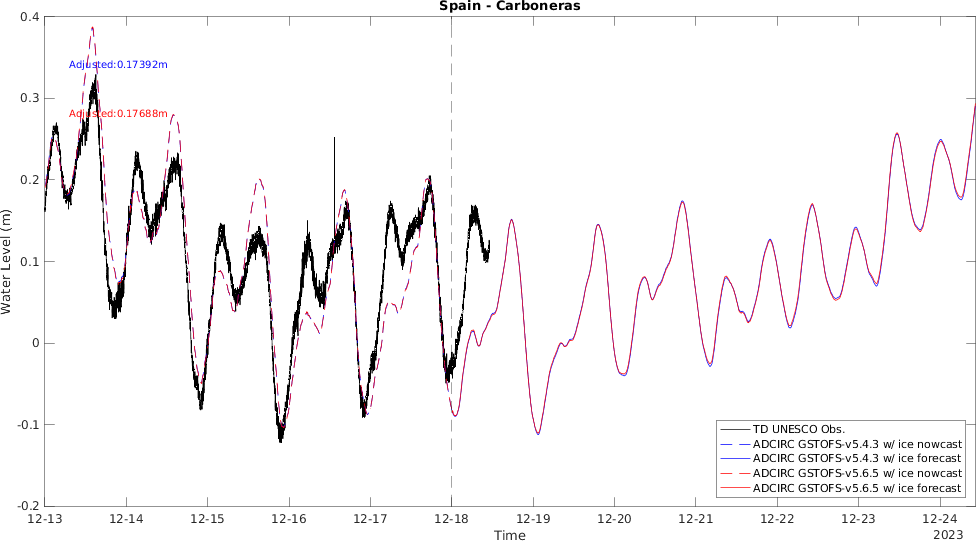 Spain - Carboneras
Water Level (m)
0.4
0.3
0.2
0.1
0
-0.1
-0.2
Adjusted:0.17392m
Adjusted:0.17688m
TD UNESCO Obs.
ADCIRC GSTOFS-v5.4.3 w/ ice nowcast
ADCIRC GSTOFS-v5.4.3 w/ ice forecast
ADCIRC GSTOFS-v5.6.5 w/ ice nowcast
ADCIRC GSTOFS-v5.6.5 w/ ice forecast
12-13 12-14 12-15 12-16 12-17 12-18 12-19 12-20 12-21 12-22 12-23 12-24
Time
2023